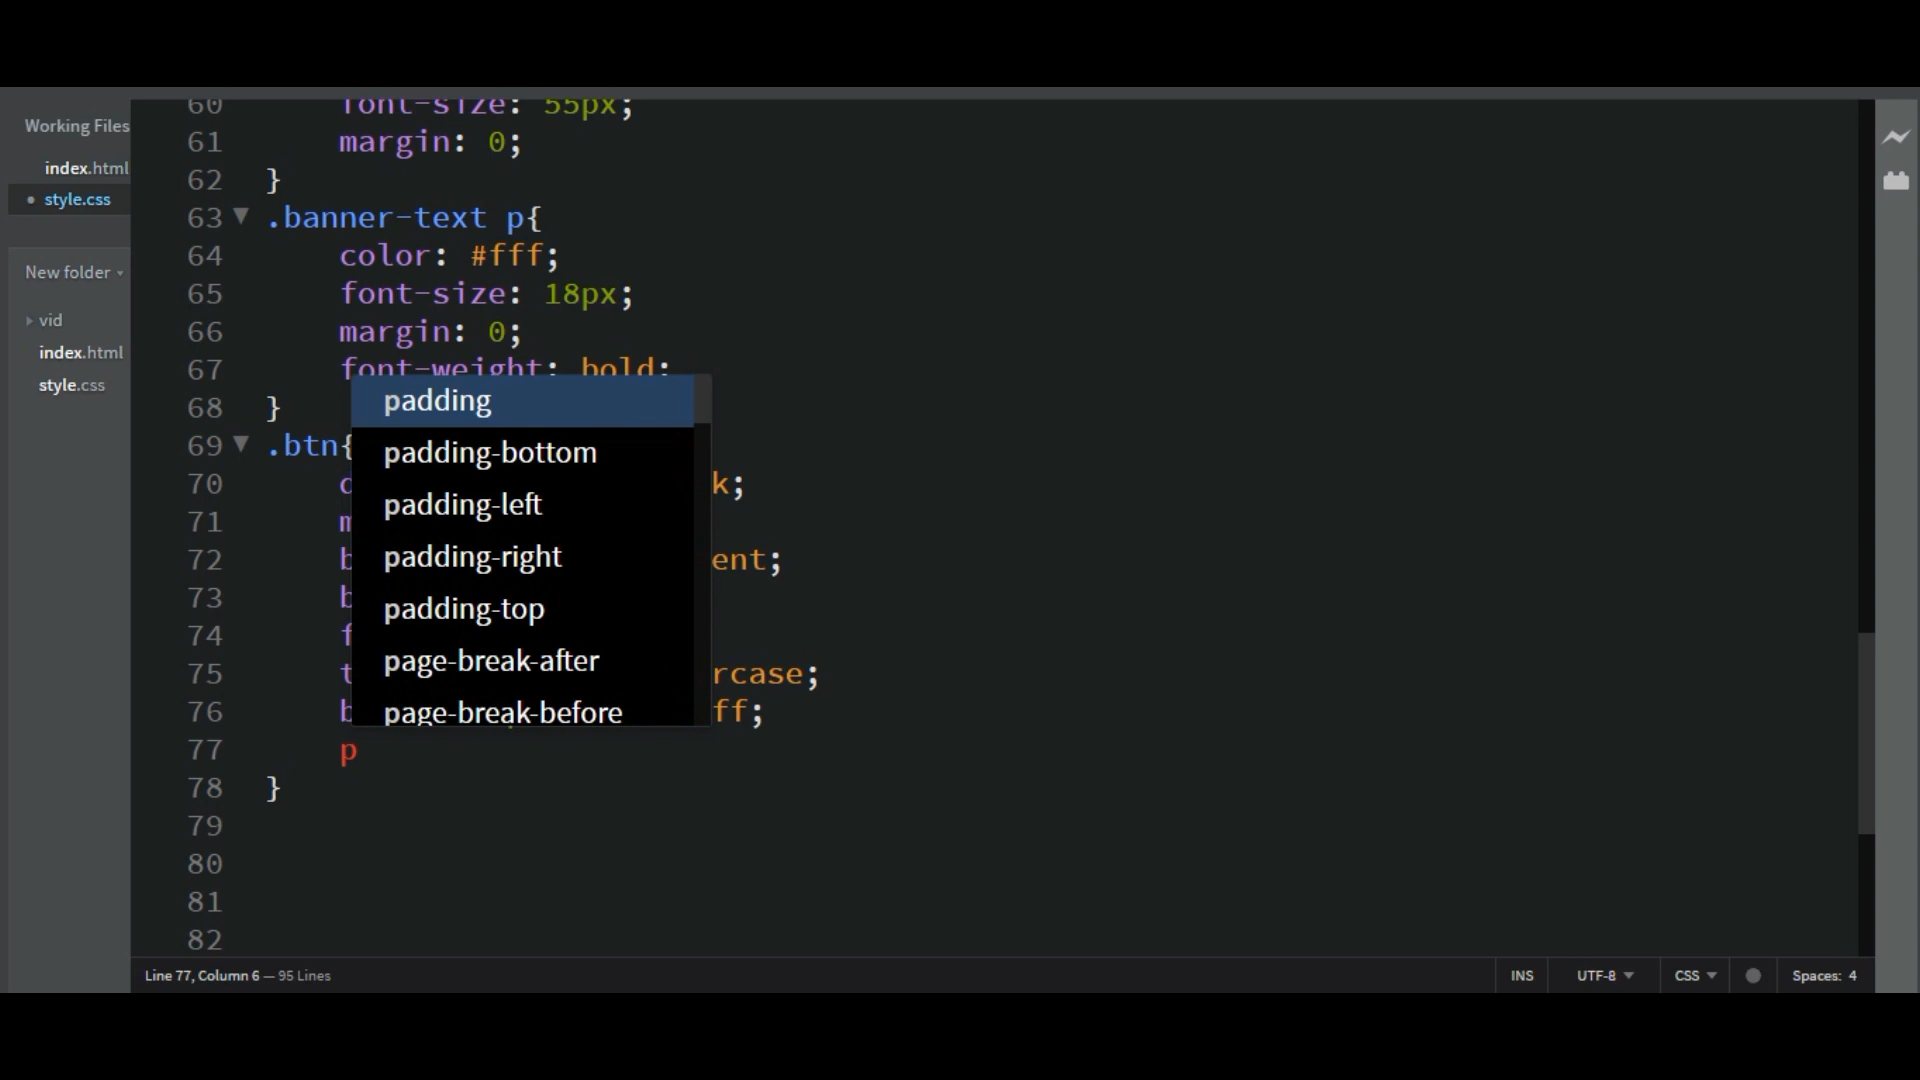 Working Files
index.html
style.css
New folder
vid
index.html
style.css
60 font-size: 55px;
61 margin: 0;
62 }
63 .banner-text p{
64 color: #fff;
65 font-size: 18px;
66 margin: 0;
67 font-weight: bold;
68 }
69 .btn{
70 k;
71
72 ent;
73 b
74 f
75 t rcase;
76 b ff;
77 p
78 }
79
80
81
82
padding
padding-bottom
padding-left
padding-right
padding-top
page-break-after
page-break-before
Line 77, Column 6 — 95 Lines
INS
UTF-8
CSS
Spaces: 4